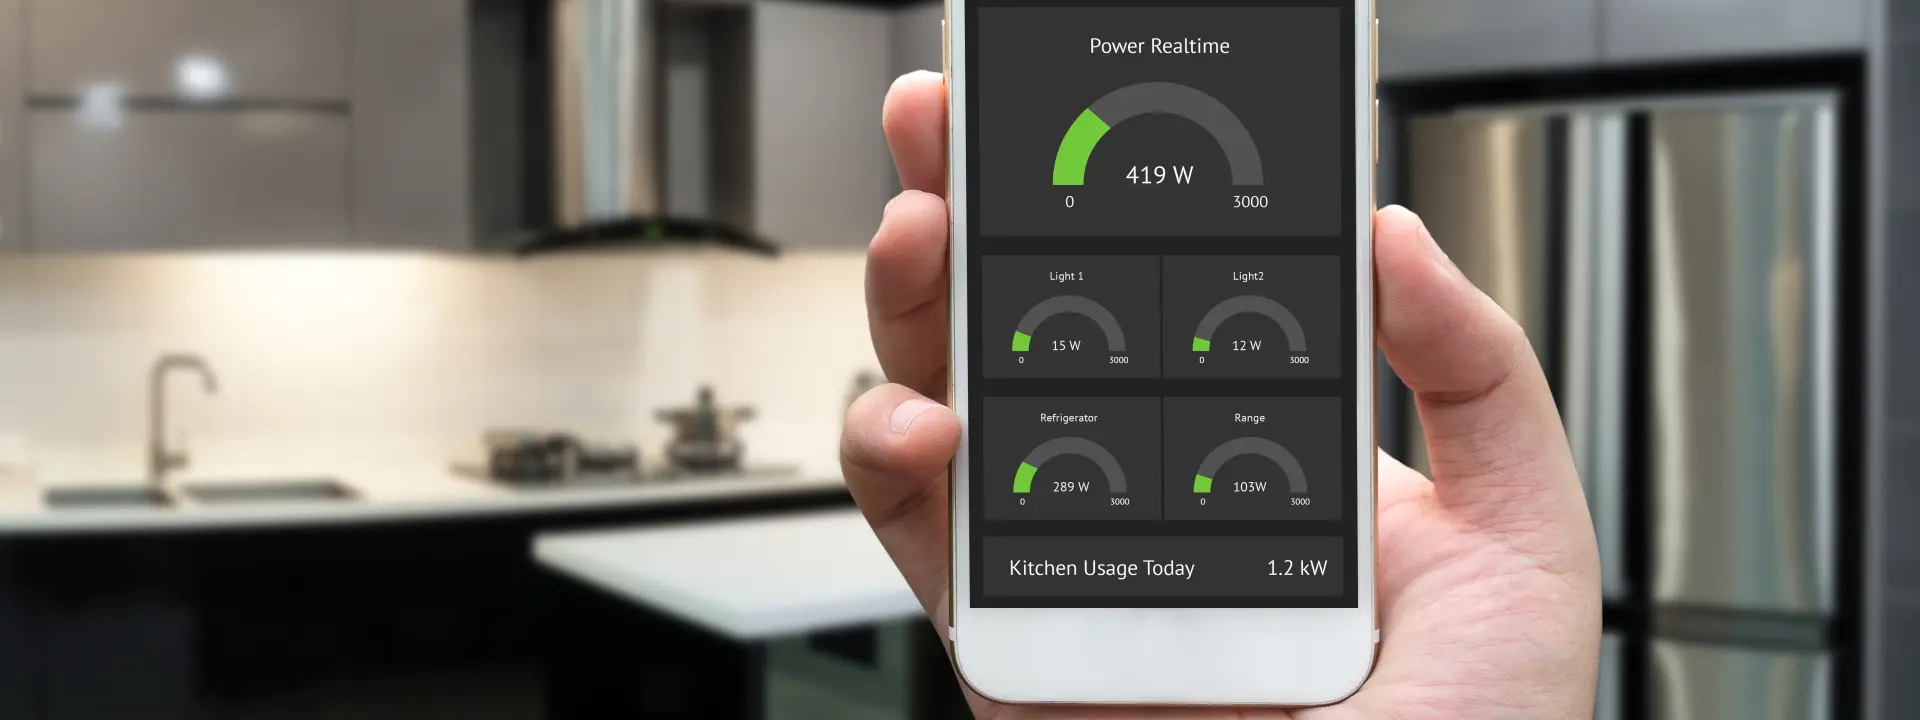 Power Realtime
419 W
0 3000
Light 1
15 W
0 3000
Light2
12 W
0 3000
Refrigerator
289 W
0 3000
Range
103W
0 3000
Kitchen Usage Today 1.2 kW